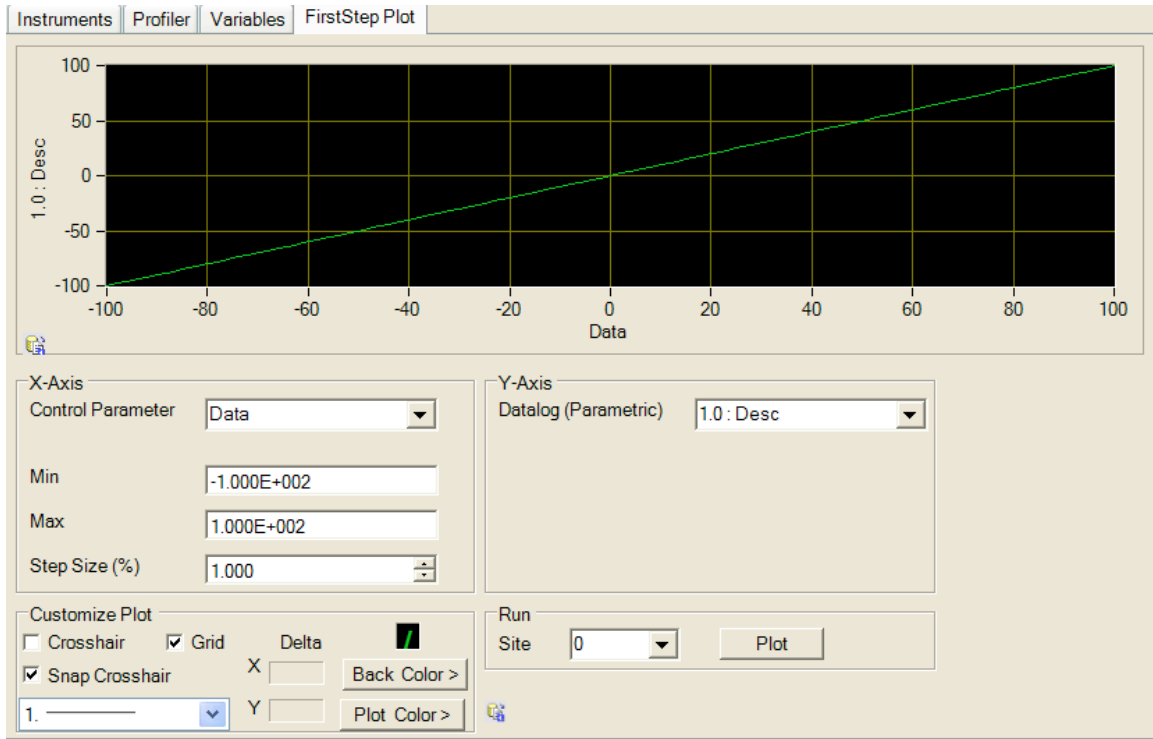 Instruments Profiler Variables FirstStep Plot
100
50
0
-50
-100
1.0 : Desc
-100 -80 -60 -40 -20 0 20 40 60 80 100
Data
X-Axis
Control Parameter Data
Min -1.000E+002
Max 1.000E+002
Step Size (%) 1.000
Y-Axis
Datalog (Parametric) 1.0 : Desc
Customize Plot
Crosshair Grid Delta
Snap Crosshair X Back Color >
1. Y Plot Color >
Run
Site 0 Plot